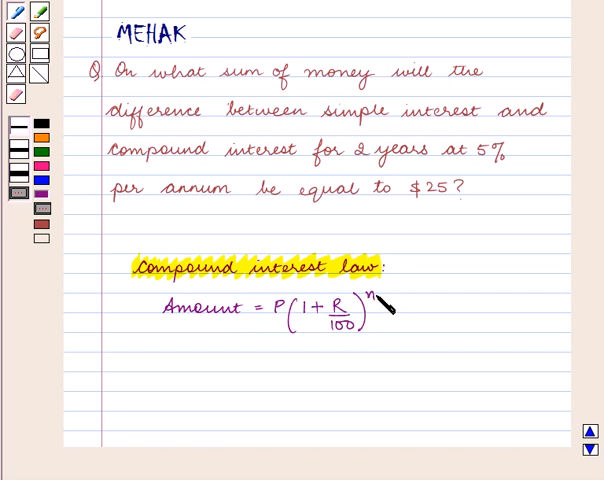 MEHAK
Q On what sum of money will the
difference between simple interest and
compound interest for 2 years at 5%
per annum be equal to $25?
Compound interest law:
Amount = P(1 + R/100)^n